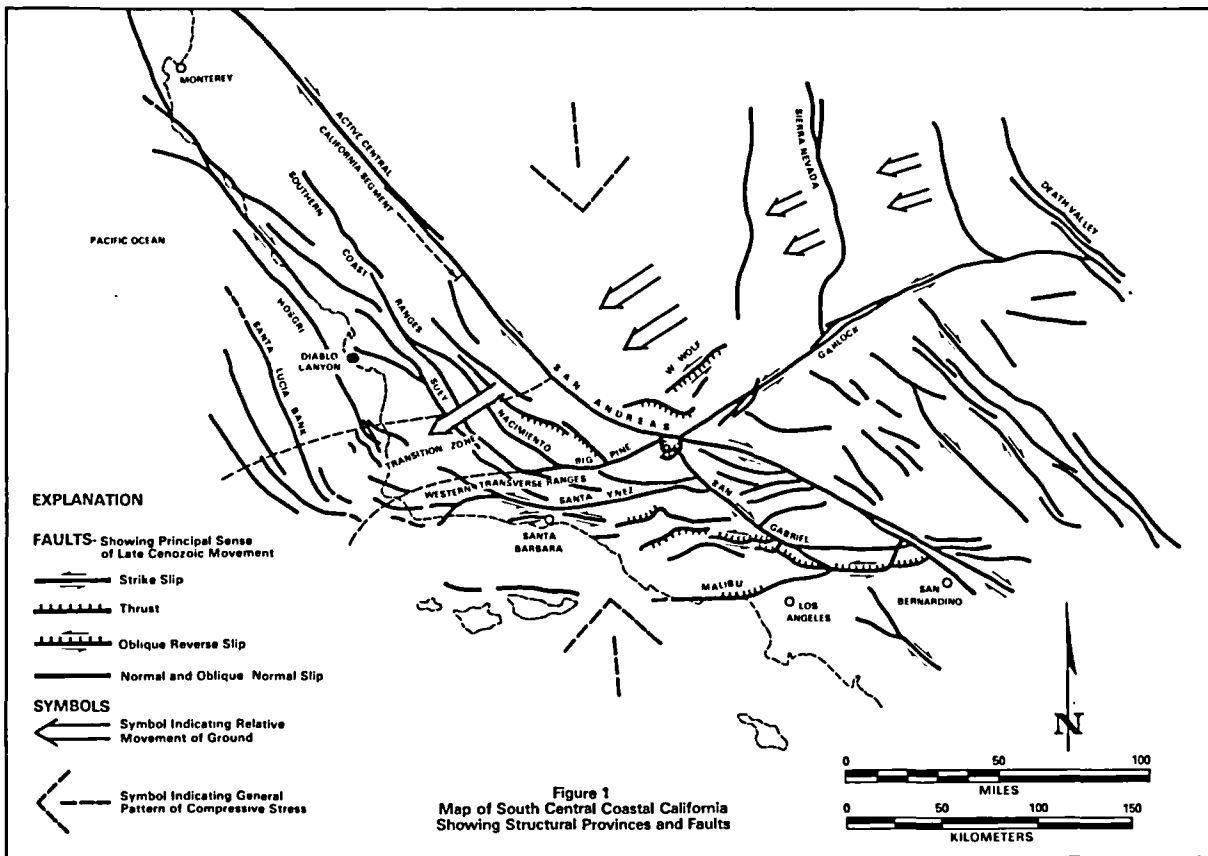 MONTEREY
ACTIVE CENTRAL
CALIFORNIA SEGMENT
SIERRA NEVADA
DEATH VALLEY
SOUTHERN
COAST
RANGES
PACIFIC OCEAN
HOSGRI
SANTA
LUCIA
BANK
DIABLO
CANYON
SAN ANDREAS
W WOLF
GARLOCK
SUEY
NACIMIENTO
BIG PINE
TRANSITION ZONE
WESTERN TRANSVERSE RANGES
SANTA YNEZ
SAN
GABRIEL
SANTA
BARBARA
MALIBU
LOS
ANGELES
SAN
BERNARDINO
EXPLANATION
FAULTS- Showing Principal Sense
of Late Cenozoic Movement
Strike Slip
Thrust
Oblique Reverse Slip
Normal and Oblique Normal Slip
SYMBOLS
Symbol Indicating Relative
Movement of Ground
Symbol Indicating General
Pattern of Compressive Stress
Figure 1
Map of South Central Coastal California
Showing Structural Provinces and Faults
N
0 50 100
MILES
0 50 100 150
KILOMETERS